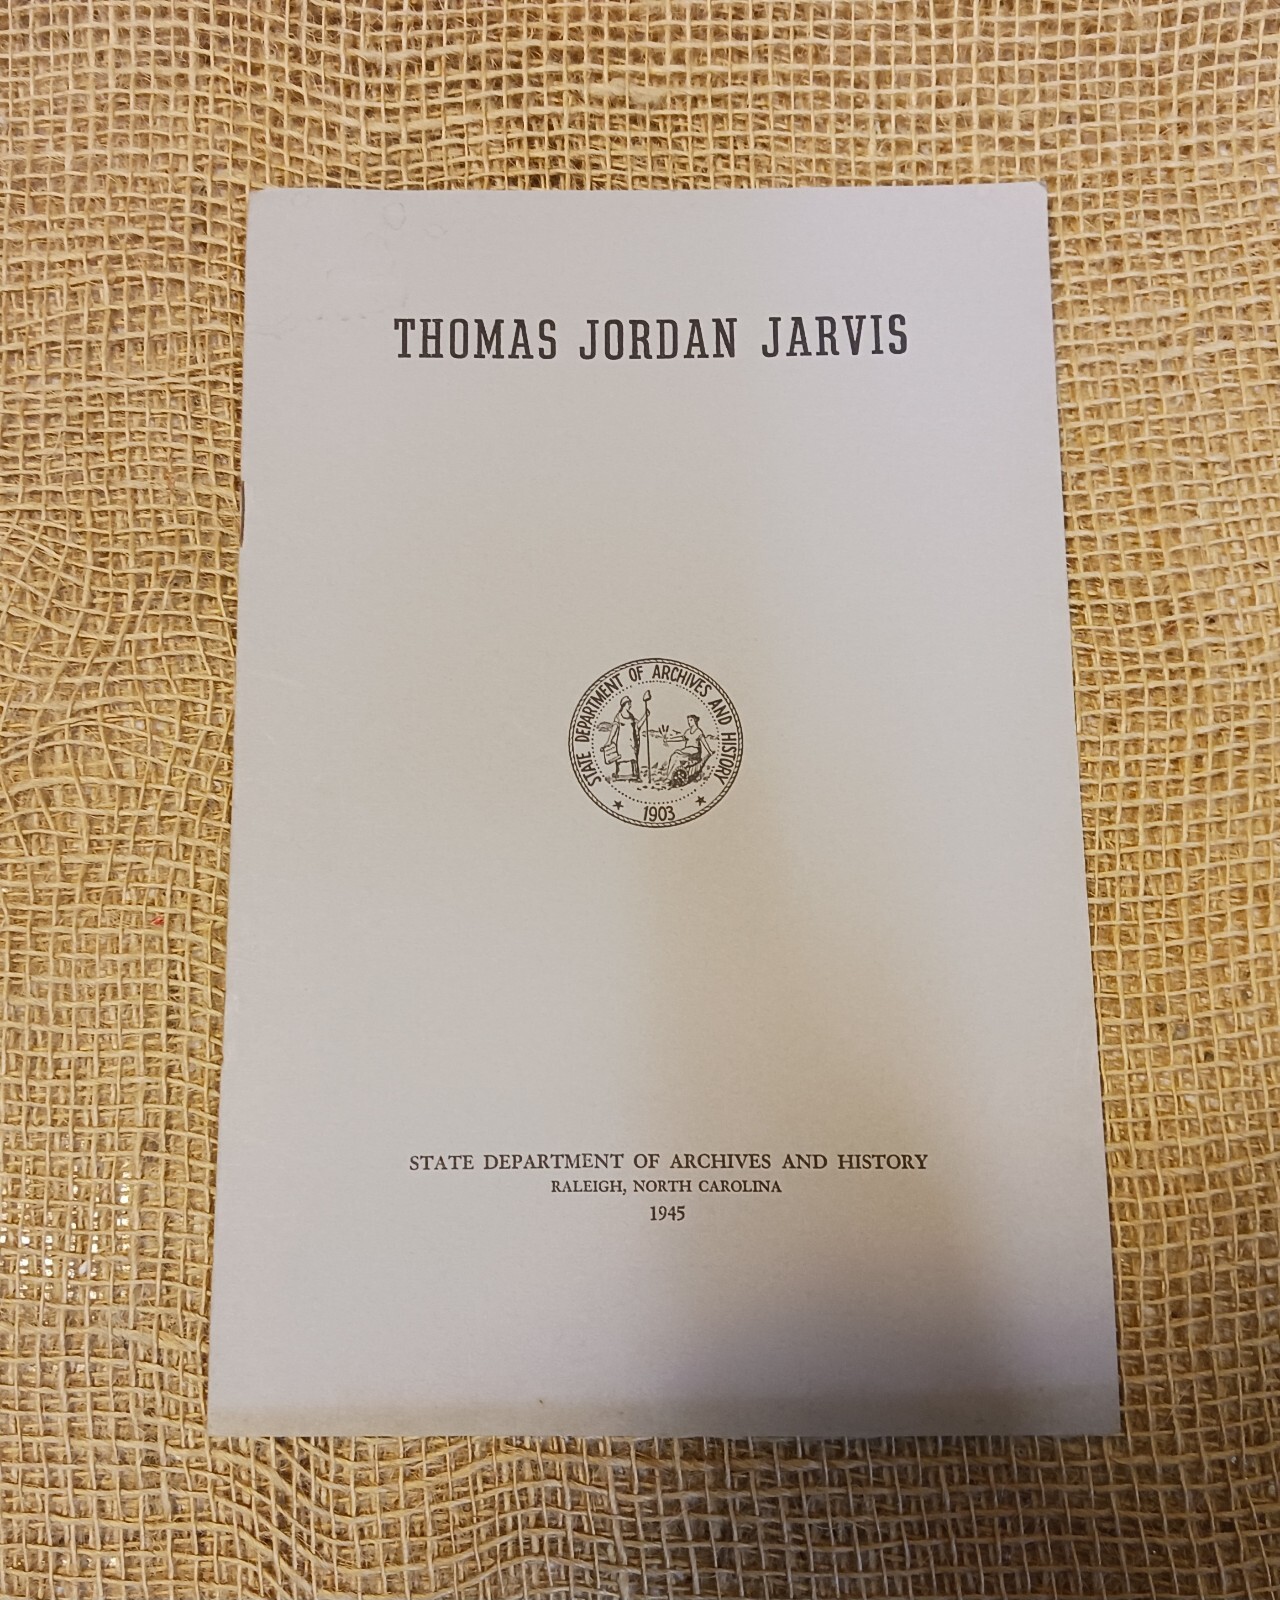 THOMAS JORDAN JARVIS
STATE DEPARTMENT OF ARCHIVES AND HISTORY
★ 1903 ★
STATE DEPARTMENT OF ARCHIVES AND HISTORY
RALEIGH, NORTH CAROLINA
1945